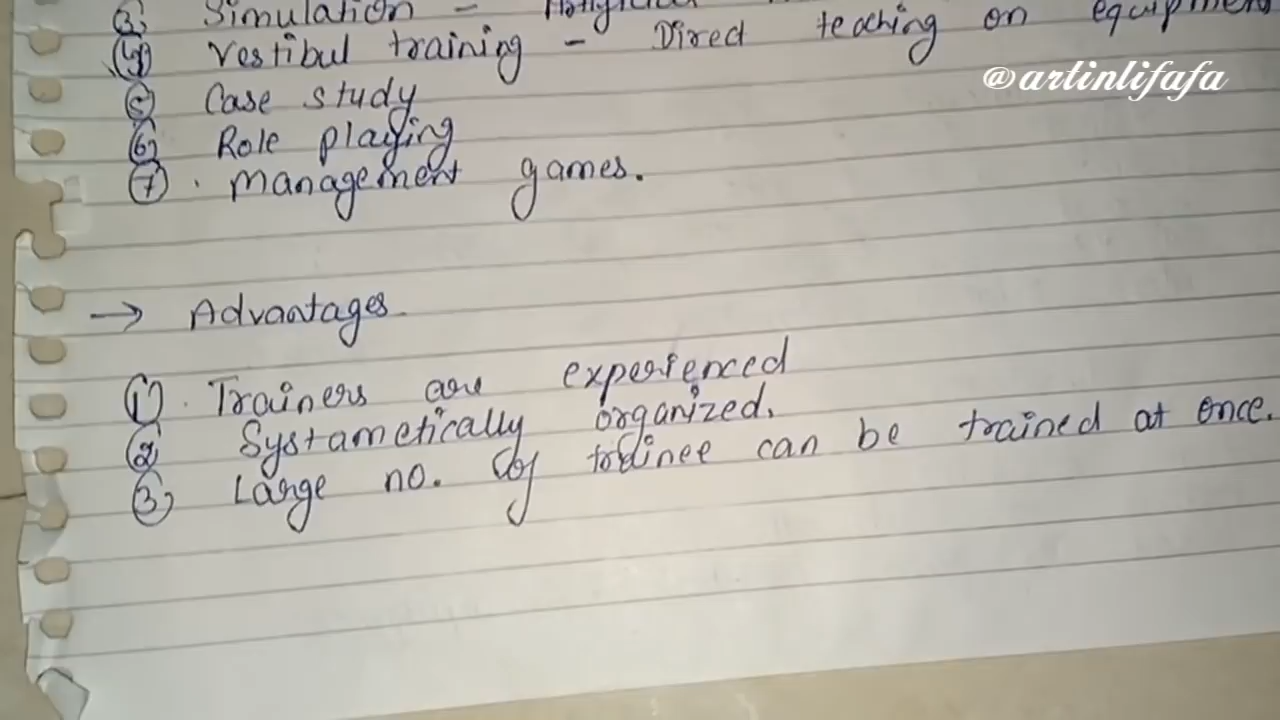 3) Simulation -
4) Vestibul training - Direct teaching on equipment
@artinlifafa
5) Case study
6) Role playing
7) . Management games.
→ Advantages.
1) . Trainers are experienced
2) Systametically organized.
3) Large no. of trainee can be trained at once.